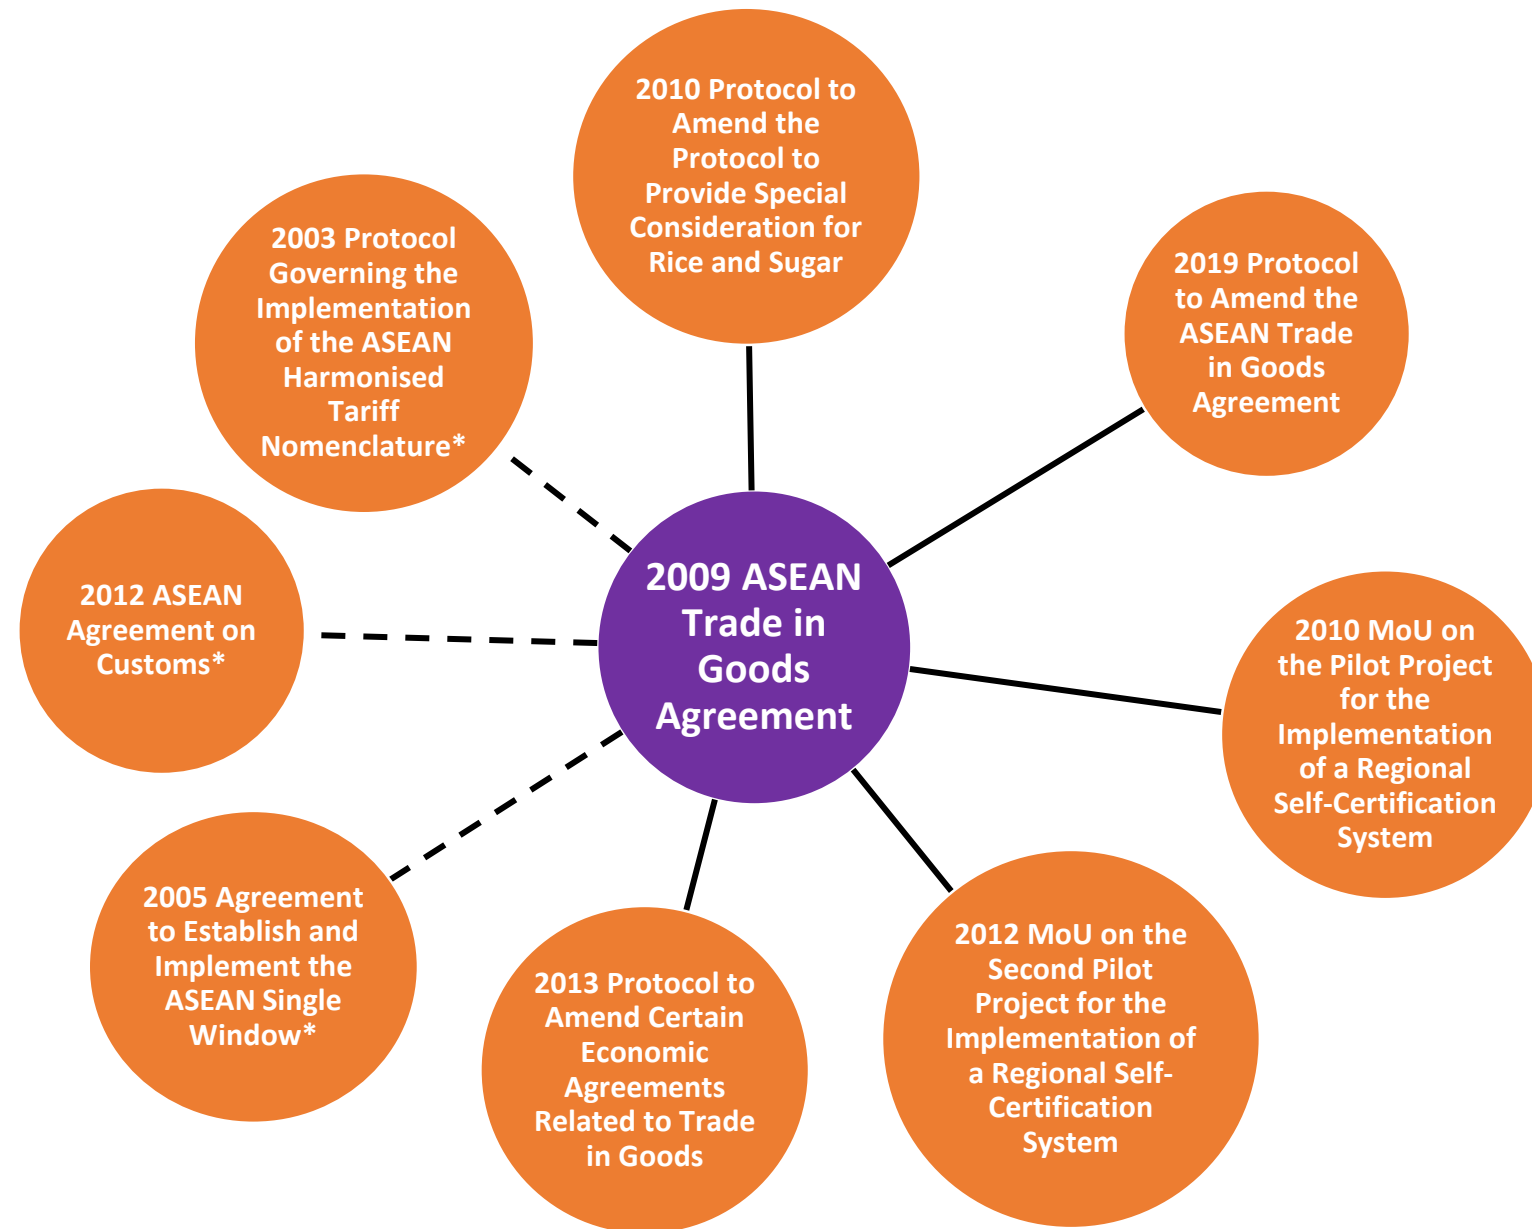 2010 Protocol to
Amend the
Protocol to
Provide Special
Consideration for
Rice and Sugar
2003 Protocol
Governing the
Implementation
of the ASEAN
Harmonised
Tariff
Nomenclature*
2019 Protocol
to Amend the
ASEAN Trade
in Goods
Agreement
2012 ASEAN
Agreement on
Customs*
2009 ASEAN
Trade in
Goods
Agreement
2010 MoU on
the Pilot Project
for the
Implementation
of a Regional
Self-Certification
System
2005 Agreement
to Establish and
Implement the
ASEAN Single
Window*
2013 Protocol to
Amend Certain
Economic
Agreements
Related to Trade
in Goods
2012 MoU on the
Second Pilot
Project for the
Implementation of
a Regional Self-
Certification
System